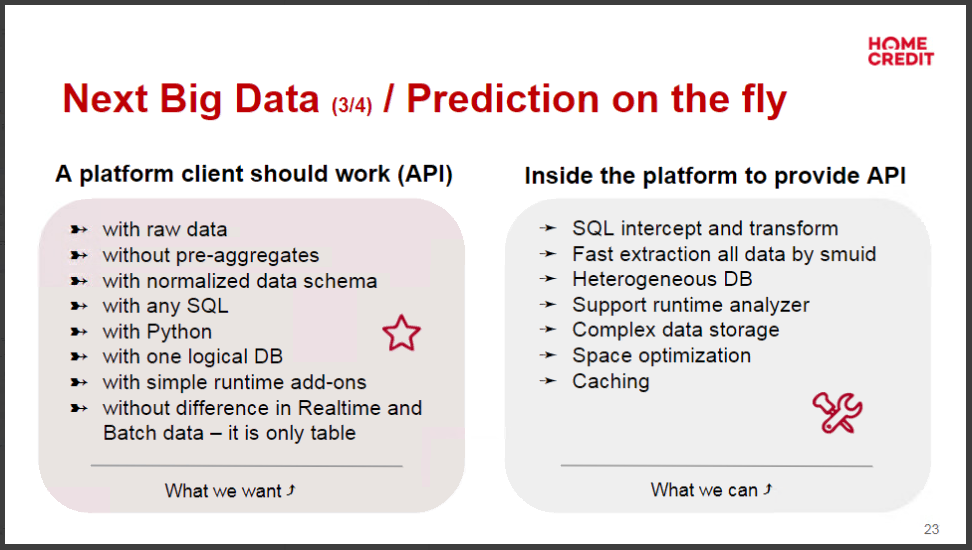 HOME
CREDIT
Next Big Data (3/4) / Prediction on the fly
A platform client should work (API)
➽ with raw data
➽ without pre-aggregates
➽ with normalized data schema
➽ with any SQL
➽ with Python
➽ with one logical DB
➽ with simple runtime add-ons
➽ without difference in Realtime and
Batch data – it is only table
What we want ⤴
Inside the platform to provide API
➛ SQL intercept and transform
➛ Fast extraction all data by smuid
➛ Heterogeneous DB
➛ Support runtime analyzer
➛ Complex data storage
➛ Space optimization
➛ Caching
What we can ⤴
23